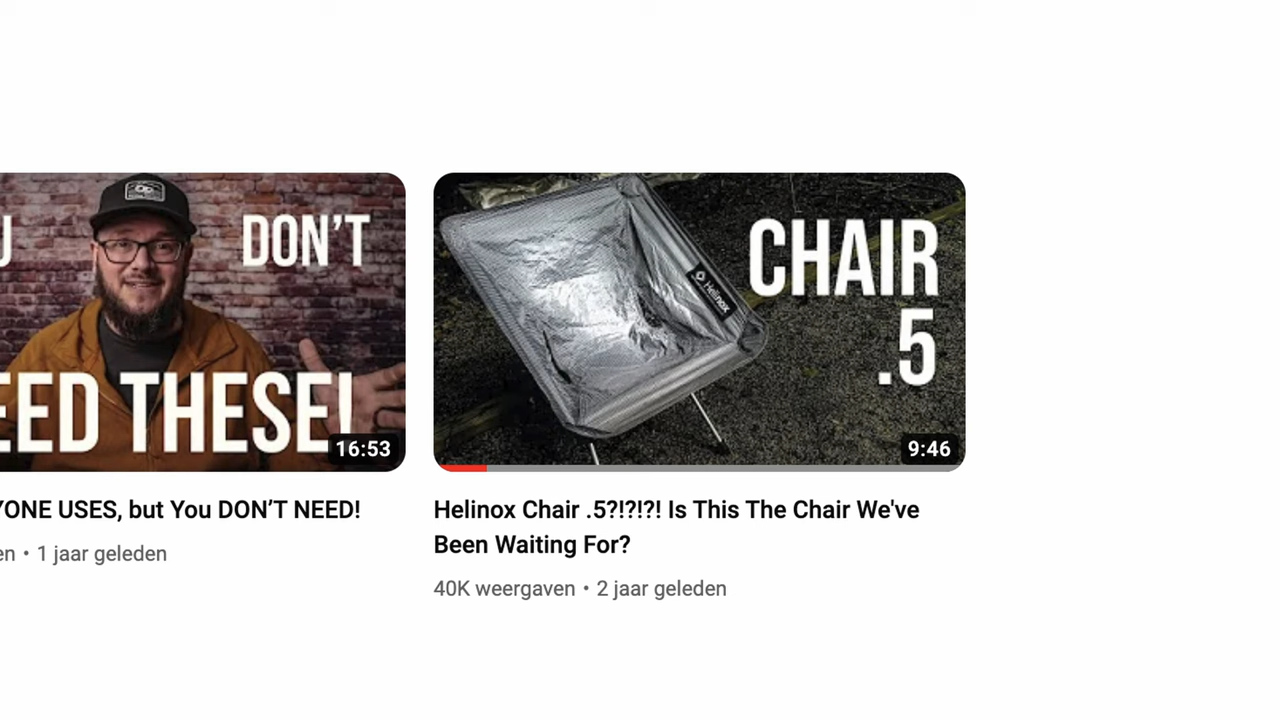 U DON'T
EED THESE!
16:53
YONE USES, but You DON'T NEED!
en • 1 jaar geleden
Helinox
CHAIR
.5
9:46
Helinox Chair .5?!?!?! Is This The Chair We've
Been Waiting For?
40K weergaven • 2 jaar geleden